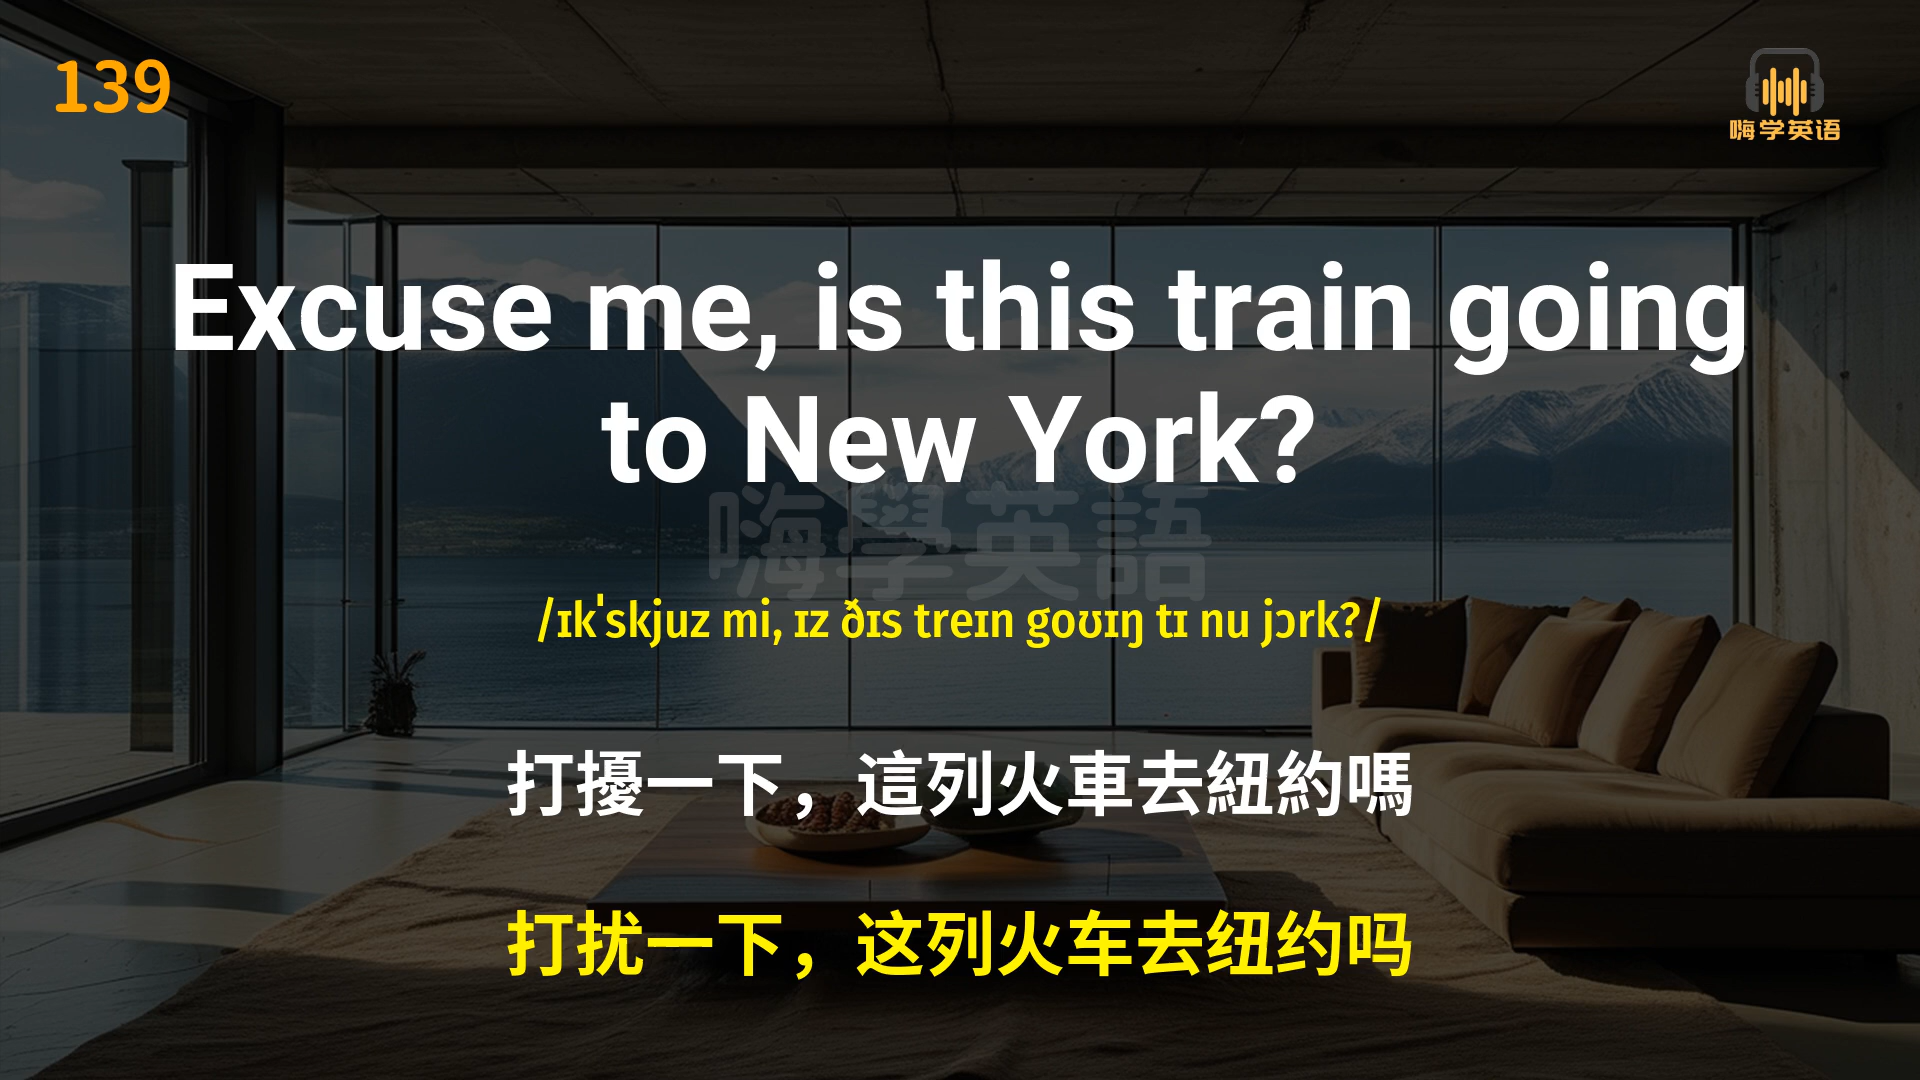 139
嗨学英语
Excuse me, is this train going
to New York?
嗨學英語
/ɪkˈskjuz mi, ɪz ðɪs treɪn goʊɪŋ tɪ nu jɔrk?/
打擾一下，這列火車去紐約嗎
打扰一下，这列火车去纽约吗